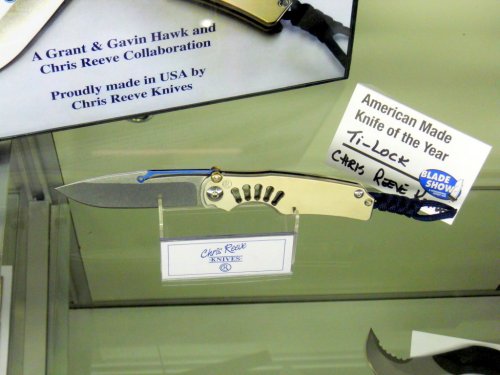 A Grant & Gavin Hawk and
Chris Reeve Collaboration
Proudly made in USA by
Chris Reeve Knives
American Made
Knife of the Year
Ti-LOCK
CHRIS REEVE
BLADE
SHOW
Chris Reeve
KNIVES